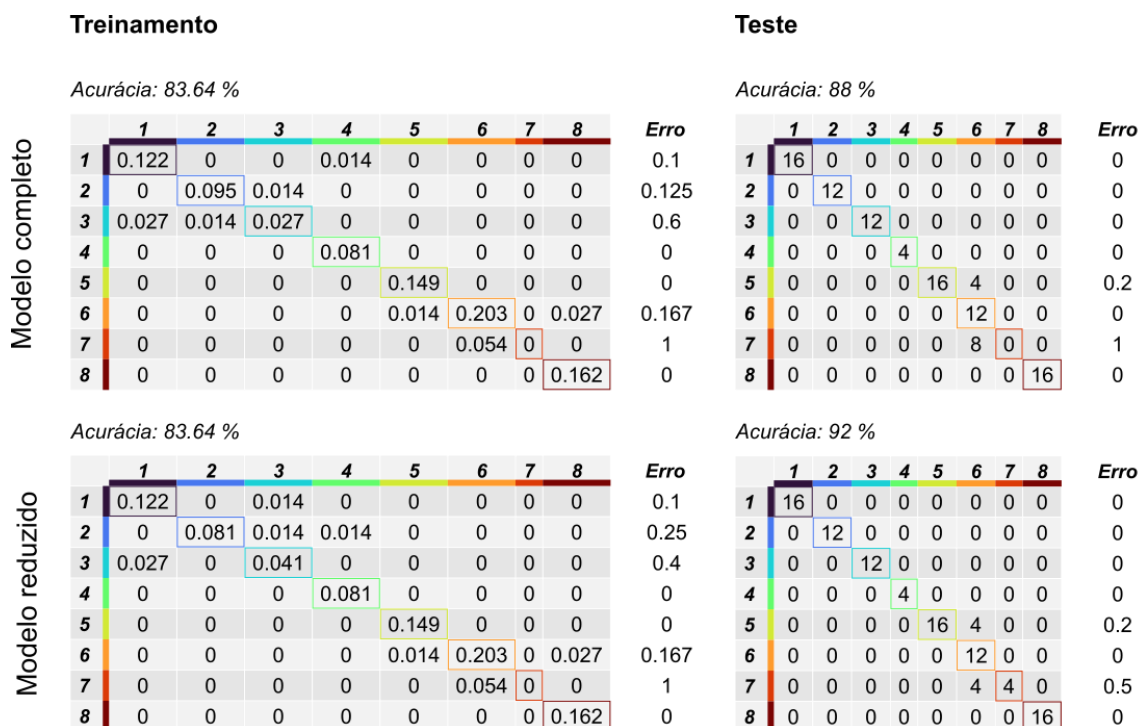 Treinamento Teste
Acurácia: 83.64 % Acurácia: 88 %
1 2 3 4 5 6 7 8 Erro 1 2 3 4 5 6 7 8 Erro
1 0.122 0 0 0.014 0 0 0 0 0.1 1 16 0 0 0 0 0 0 0 0
2 0 0.095 0.014 0 0 0 0 0 0.125 2 0 12 0 0 0 0 0 0 0
3 0.027 0.014 0.027 0 0 0 0 0 0.6 3 0 0 12 0 0 0 0 0 0
4 0 0 0 0.081 0 0 0 0 0 4 0 0 0 4 0 0 0 0 0
5 0 0 0 0 0.149 0 0 0 0 5 0 0 0 0 16 4 0 0 0.2
6 0 0 0 0 0.014 0.203 0 0.027 0.167 6 0 0 0 0 0 12 0 0 0
7 0 0 0 0 0 0.054 0 0 1 7 0 0 0 0 0 8 0 0 1
8 0 0 0 0 0 0 0 0.162 0 8 0 0 0 0 0 0 0 16 0
Modelo completo
Acurácia: 83.64 % Acurácia: 92 %
1 2 3 4 5 6 7 8 Erro 1 2 3 4 5 6 7 8 Erro
1 0.122 0 0.014 0 0 0 0 0 0.1 1 16 0 0 0 0 0 0 0 0
2 0 0.081 0.014 0.014 0 0 0 0 0.25 2 0 12 0 0 0 0 0 0 0
3 0.027 0 0.041 0 0 0 0 0 0.4 3 0 0 12 0 0 0 0 0 0
4 0 0 0 0.081 0 0 0 0 0 4 0 0 0 4 0 0 0 0 0
5 0 0 0 0 0.149 0 0 0 0 5 0 0 0 0 16 4 0 0 0.2
6 0 0 0 0 0.014 0.203 0 0.027 0.167 6 0 0 0 0 0 12 0 0 0
7 0 0 0 0 0 0.054 0 0 1 7 0 0 0 0 0 4 4 0 0.5
8 0 0 0 0 0 0 0 0.162 0 8 0 0 0 0 0 0 0 16 0
Modelo reduzido